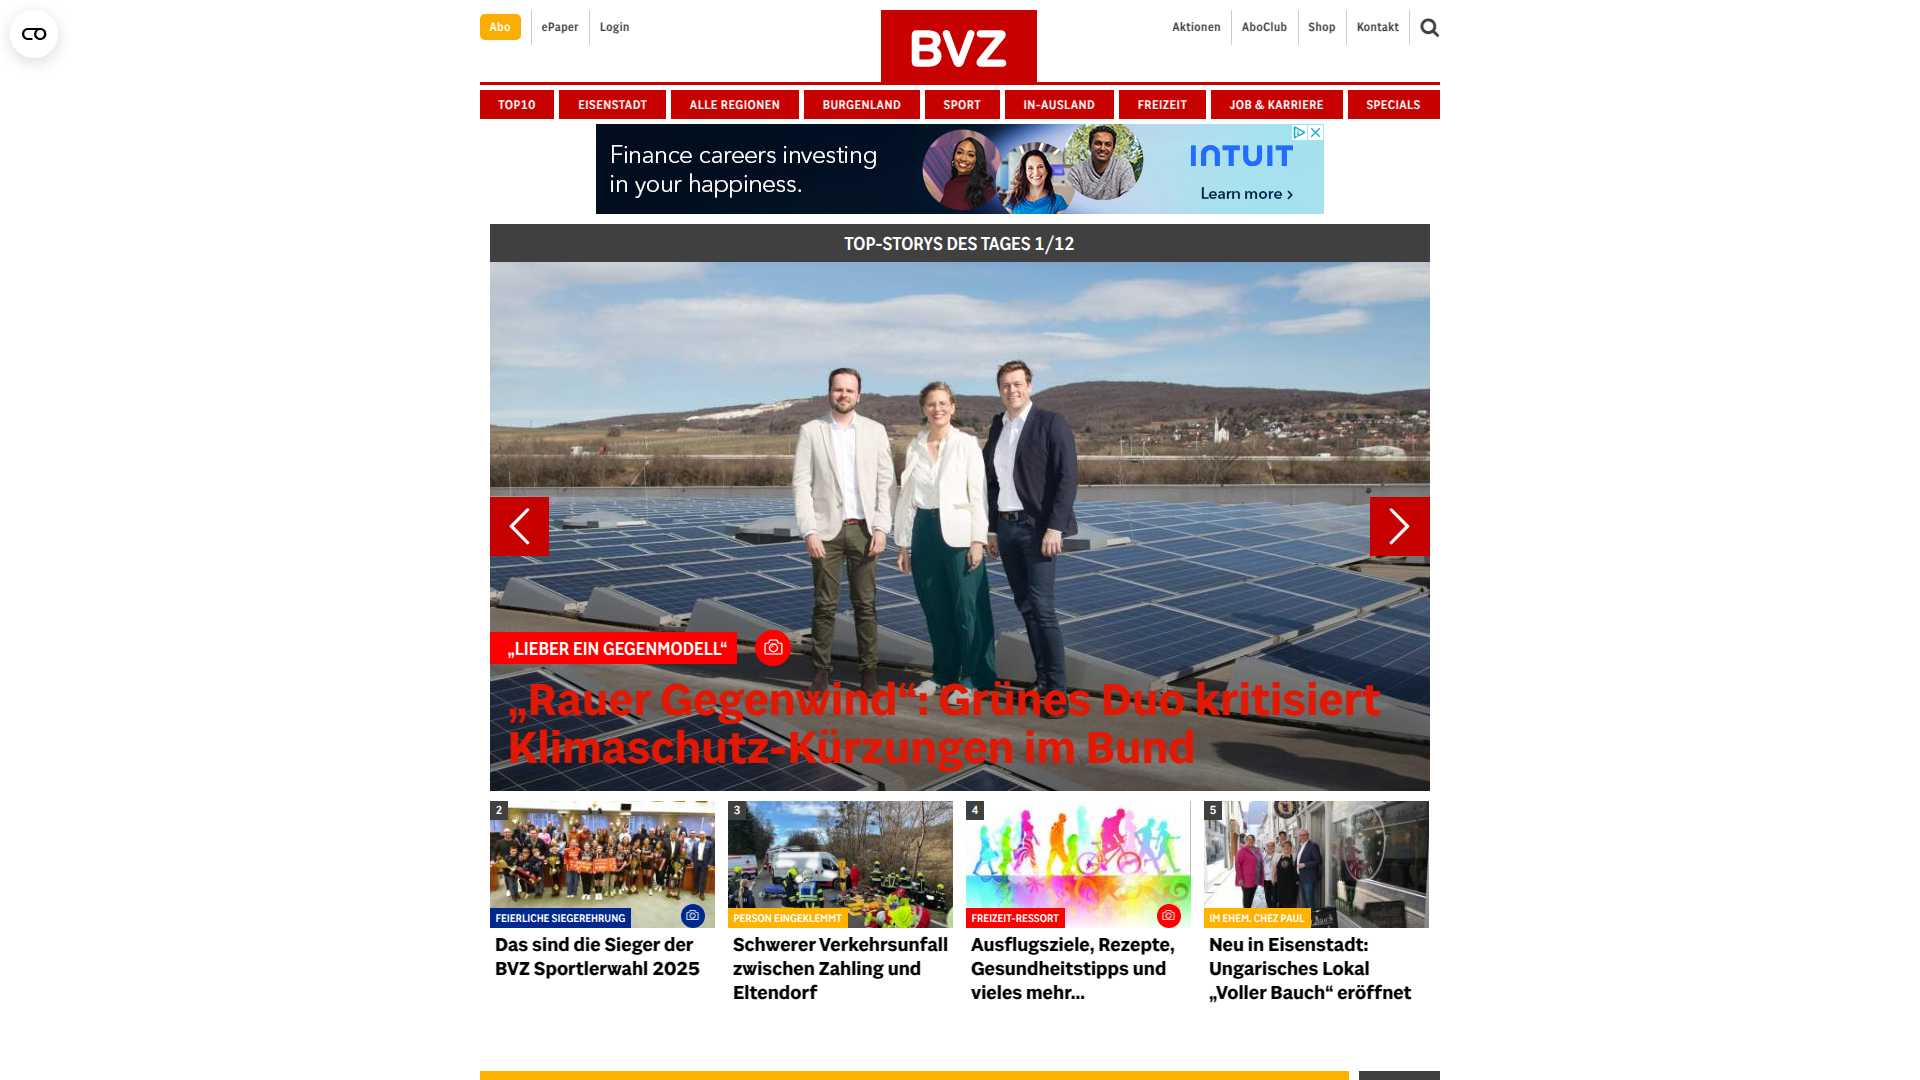 Abo
ePaper
Login
BVZ
Aktionen
AboClub
Shop
Kontakt
TOP10
EISENSTADT
ALLE REGIONEN
BURGENLAND
SPORT
IN-AUSLAND
FREIZEIT
JOB & KARRIERE
SPECIALS
Finance careers investing
in your happiness.
INTUIT
Learn more ›
TOP-STORYS DES TAGES 1/12
„LIEBER EIN GEGENMODELL“
„Rauer Gegenwind“: Grünes Duo kritisiert
Klimaschutz-Kürzungen im Bund
2
FEIERLICHE SIEGEREHRUNG
Das sind die Sieger der
BVZ Sportlerwahl 2025
3
PERSON EINGEKLEMMT
Schwerer Verkehrsunfall
zwischen Zahling und
Eltendorf
4
FREIZEIT-RESSORT
Ausflugsziele, Rezepte,
Gesundheitstipps und
vieles mehr...
5
IM EHEM. CHEZ PAUL
Neu in Eisenstadt:
Ungarisches Lokal
„Voller Bauch“ eröffnet